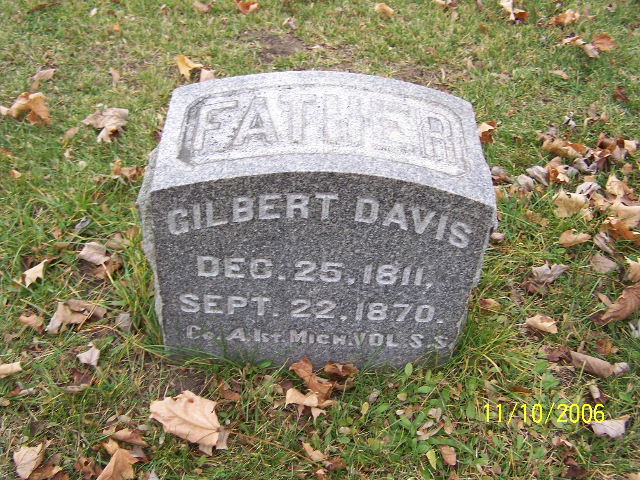 FATHER
GILBERT DAVIS
DEC. 25, 1811,
SEPT. 22, 1870.
Co. A. 1st. MICH. VOL. S. S.
11/10/2006